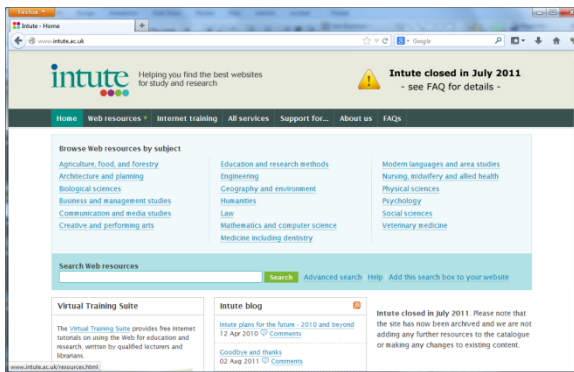 Firefox
Intute - Home
www.intute.ac.uk
Google
intute
Helping you find the best websites
for study and research
Intute closed in July 2011
- see FAQ for details -
Home Web resources Internet training All services Support for... About us FAQs
Browse Web resources by subject
Agriculture, food, and forestry
Architecture and planning
Biological sciences
Business and management studies
Communication and media studies
Creative and performing arts
Education and research methods
Engineering
Geography and environment
Humanities
Law
Mathematics and computer science
Medicine including dentistry
Modern languages and area studies
Nursing, midwifery and allied health
Physical sciences
Psychology
Social sciences
Veterinary medicine
Search Web resources
Search Advanced search Help Add this search box to your website
Virtual Training Suite
The Virtual Training Suite provides free Internet
tutorials on using the Web for education and
research, written by qualified lecturers and
librarians.
Intute blog
Intute plans for the future - 2010 and beyond
12 Apr 2010 Comments
Goodbye and thanks
02 Aug 2011 Comments
Intute closed in July 2011. Please note that
the site has now been archived and we are not
adding any further resources to the catalogue
or making any changes to existing content.
www.intute.ac.uk/resources.html